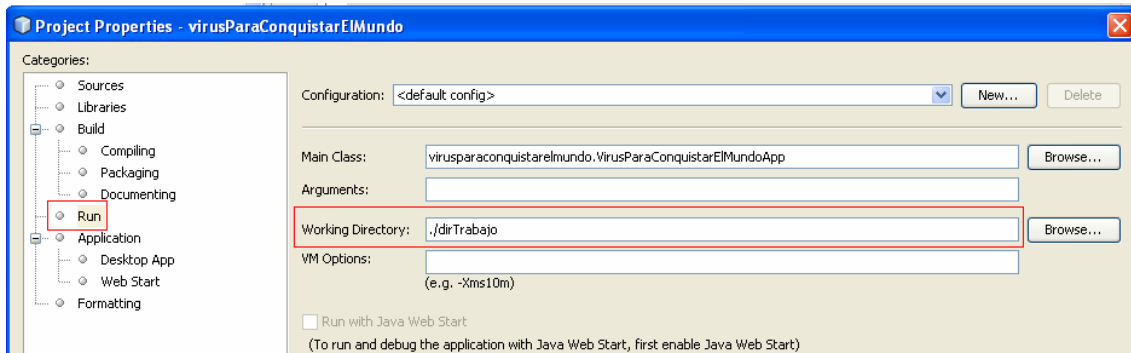 Project Properties - virusParaConquistarElMundo
Categories:
Sources
Libraries
Build
Compiling
Packaging
Documenting
Run
Application
Desktop App
Web Start
Formatting
Configuration: <default config> New... Delete
Main Class: virusparaconquistarelmundo.VirusParaConquistarElMundoApp Browse...
Arguments:
Working Directory: ./dirTrabajo Browse...
VM Options:
(e.g. -Xms10m)
Run with Java Web Start
(To run and debug the application with Java Web Start, first enable Java Web Start)